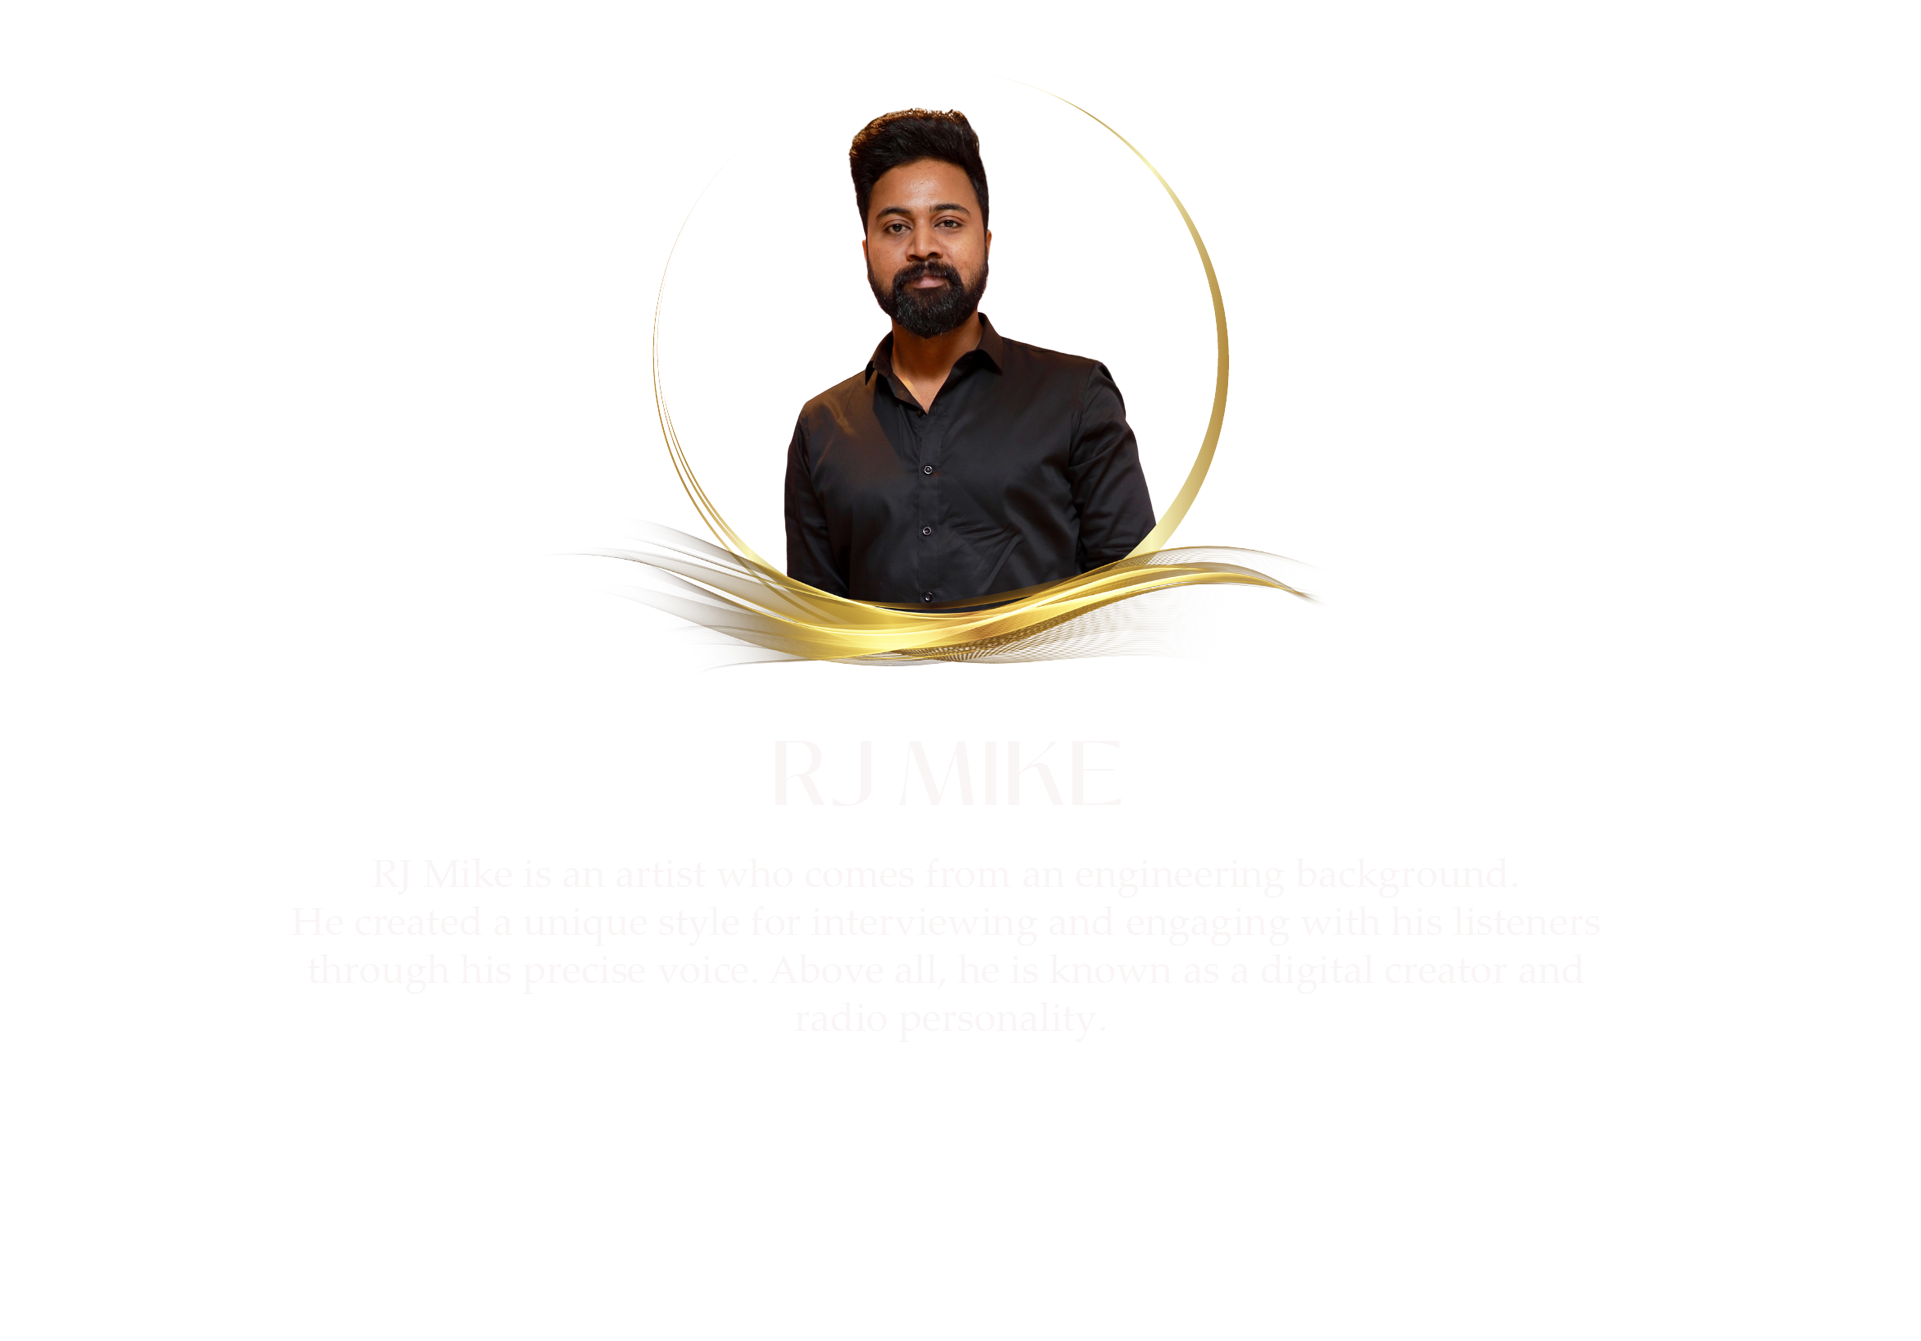 RJ MIKE
RJ Mike is an artist who comes from an engineering background.
He created a unique style for interviewing and engaging with his listeners
through his precise voice. Above all, he is known as a digital creator and
radio personality.